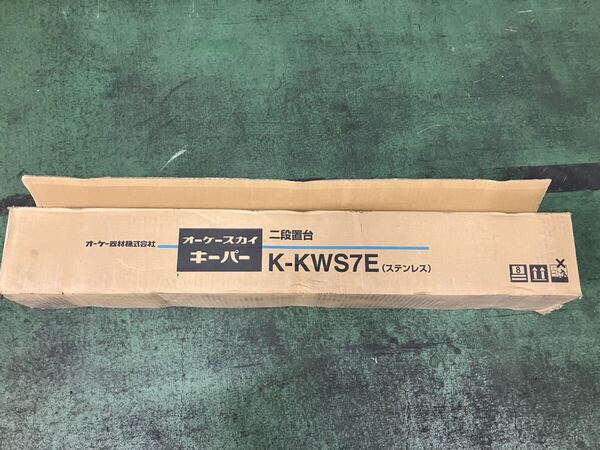 オーケー器材株式会社
オーケースカイ
キーパー
二段置台
K-KWS7E(ステンレス)
8